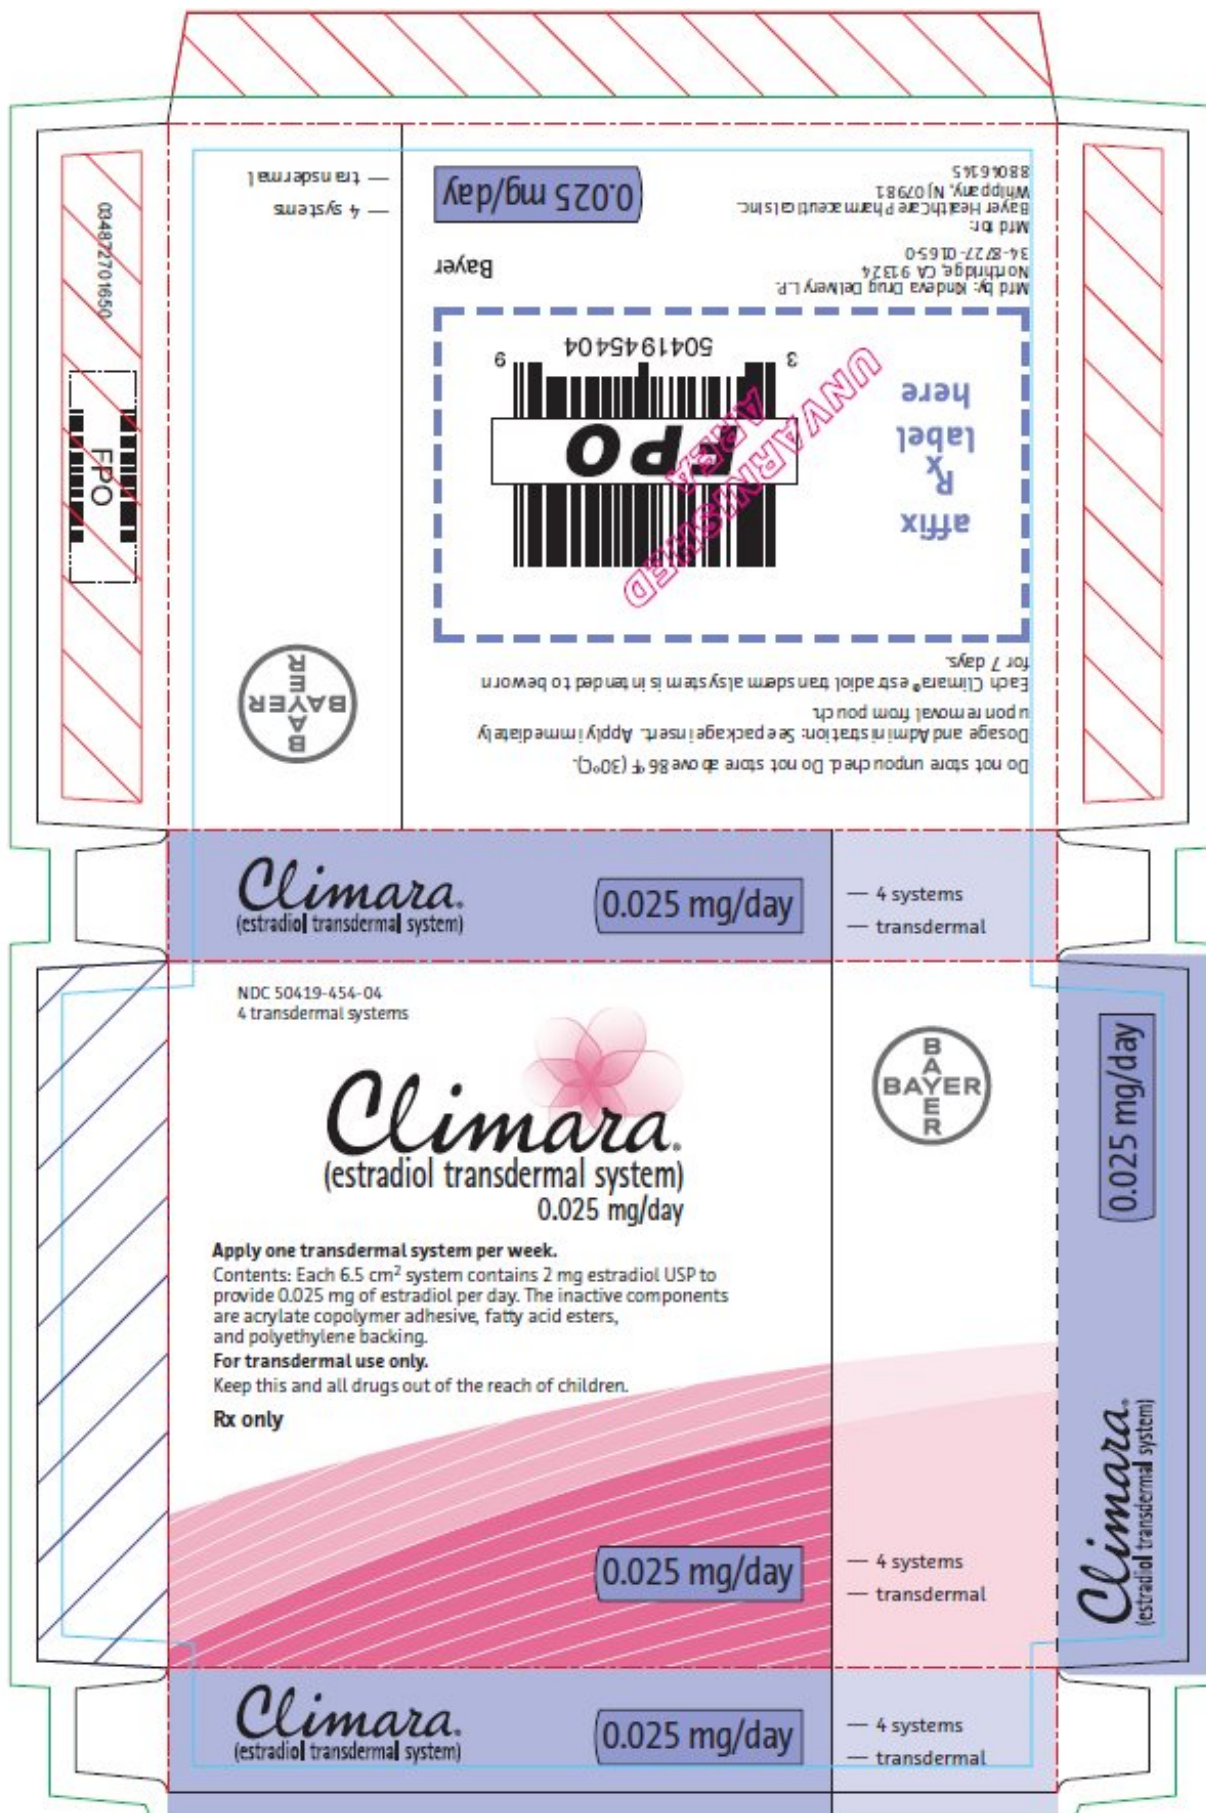 — 4 systems
— transdermal
0.025 mg/day
Do not store unpouched. Do not store above 86 °F (30°C).
Dosage and Administration: See package insert. Apply immediately
upon removal from pouch.
Each Climara® estradiol transdermal system is intended to be worn
for 7 days.
affix
Rx
label
here
UNVARNISHED
AREA
FPO
3 5041945404 9
Mfd by: Kindeva Drug Delivery L.P.
Northridge, CA 91324
34-8727-0165-0
Bayer
Mfd for:
Bayer HealthCare Pharmaceuticals Inc.
Whippany, NJ 07981
88046145
034872701650
FPO
BAYER
BAYER
Climara®
(estradiol transdermal system)
0.025 mg/day
— 4 systems
— transdermal
NDC 50419-454-04
4 transdermal systems
Climara®
(estradiol transdermal system)
0.025 mg/day
BAYER
BAYER
Apply one transdermal system per week.
Contents: Each 6.5 cm² system contains 2 mg estradiol USP to
provide 0.025 mg of estradiol per day. The inactive components
are acrylate copolymer adhesive, fatty acid esters,
and polyethylene backing.
For transdermal use only.
Keep this and all drugs out of the reach of children.
Rx only
0.025 mg/day
— 4 systems
— transdermal
Climara®
(estradiol transdermal system)
0.025 mg/day
Climara®
(estradiol transdermal system)
0.025 mg/day
— 4 systems
— transdermal